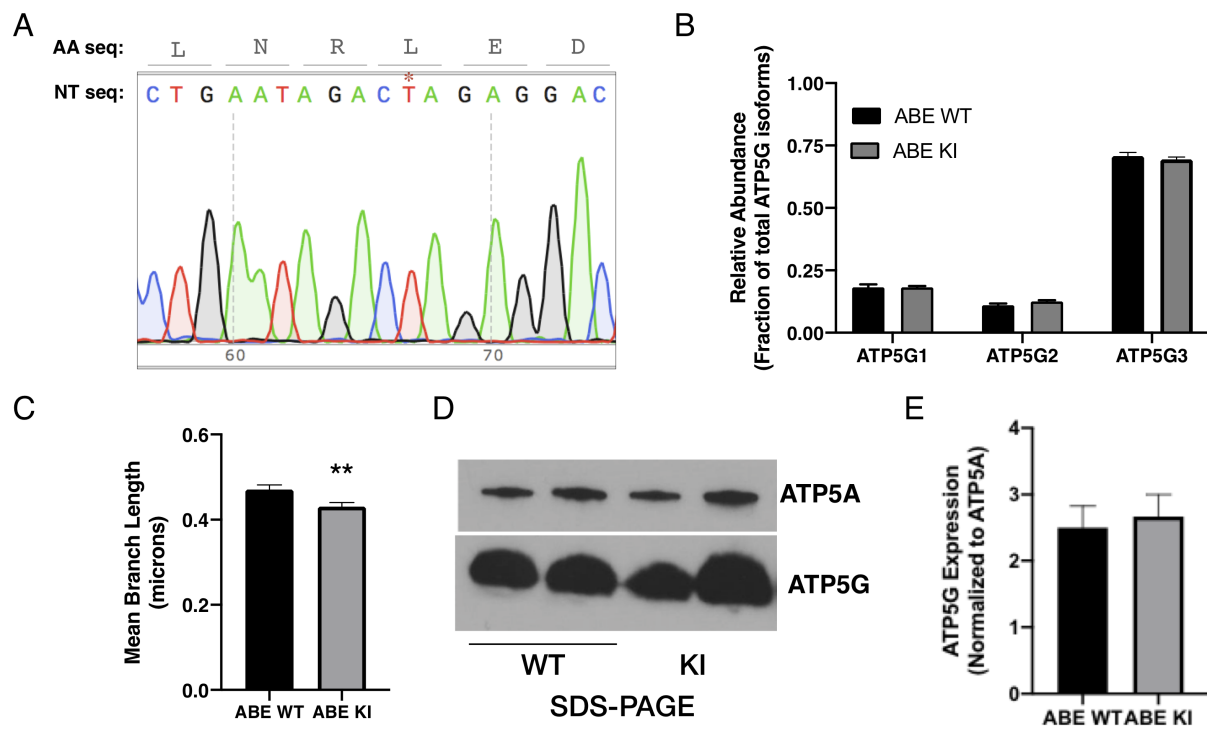 A
AA seq: L N R L E D
*
NT seq: C T G A A T A G A C T A G A G G A C
60 70
B
Relative Abundance
(Fraction of total ATP5G isoforms)
1.00
0.75
0.50
0.25
0.00
ABE WT
ABE KI
ATP5G1 ATP5G2 ATP5G3
C
Mean Branch Length
(microns)
0.6
0.4
0.2
0.0
**
ABE WT ABE KI
D
ATP5A
ATP5G
WT KI
SDS-PAGE
E
ATP5G Expression
(Normalized to ATP5A)
4
3
2
1
0
ABE WT ABE KI